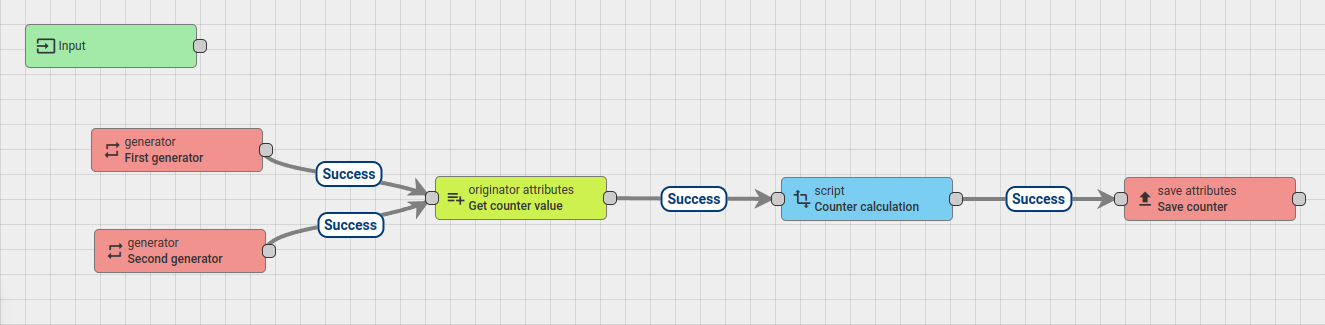 Input
generator
First generator
Success
originator attributes
Get counter value
Success
script
Counter calculation
Success
save attributes
Save counter
Success
generator
Second generator